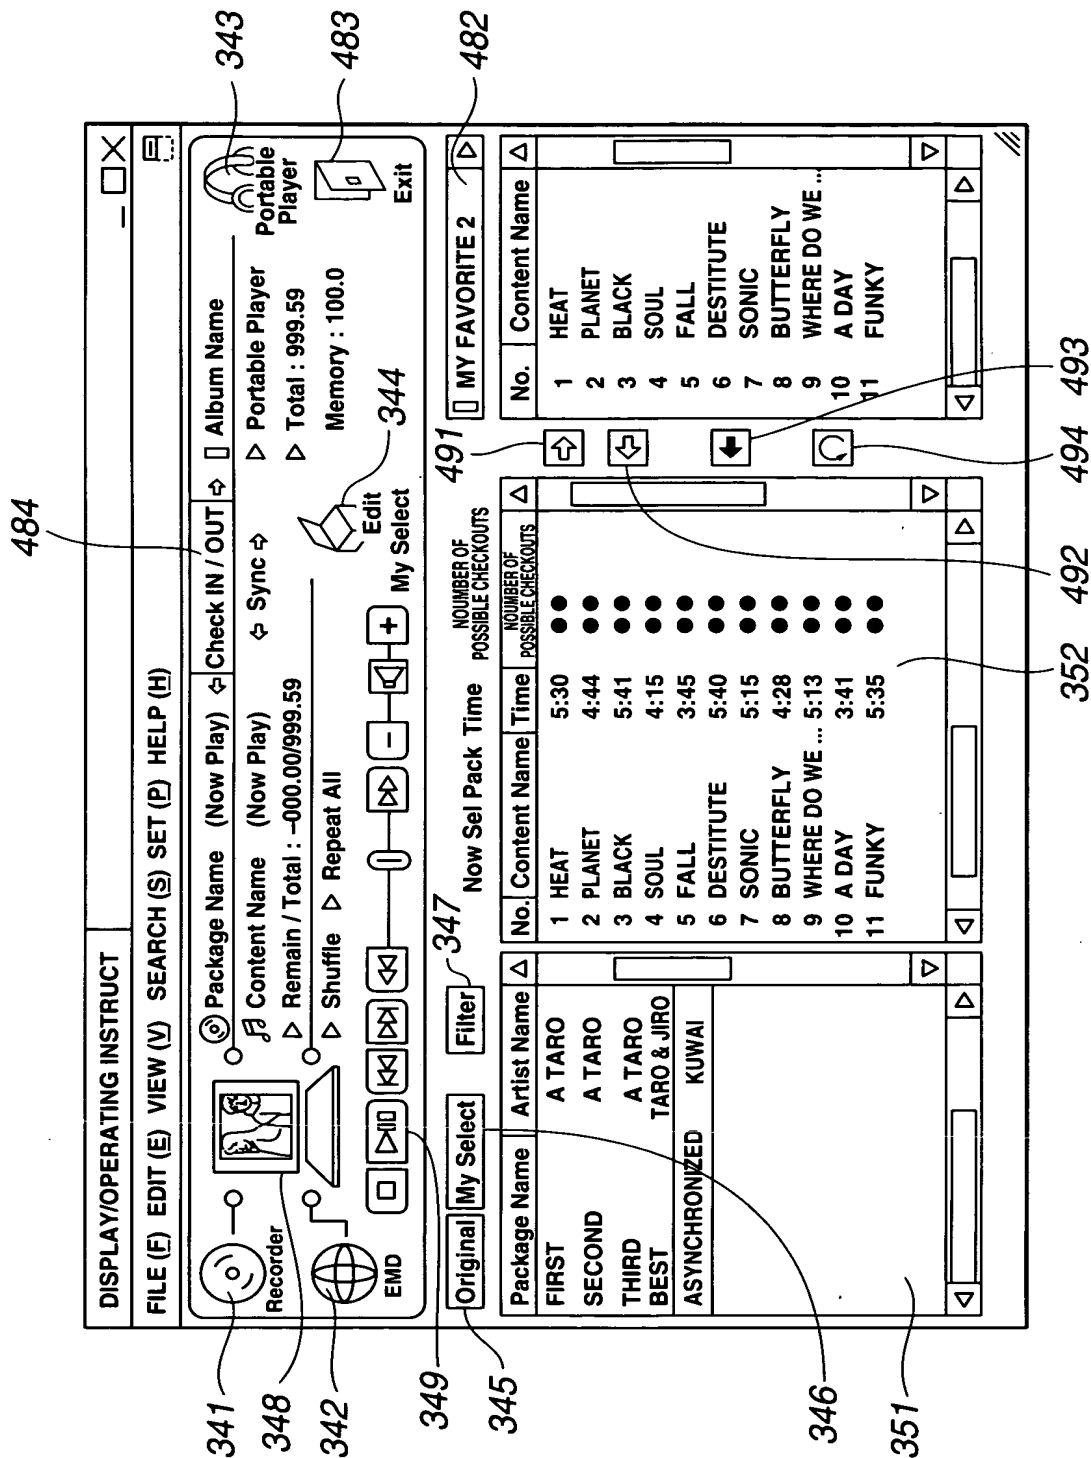 484
DISPLAY/OPERATING INSTRUCT
FILE (F) EDIT (E) VIEW (V) SEARCH (S) SET (P) HELP (H)
Package Name (Now Play) Check IN / OUT Album Name
Content Name (Now Play) Sync Portable Player
Remain / Total : –000.00/999.59 Total : 999.59
Shuffle Repeat All Memory : 100.0
Recorder
EMD
Edit
My Select
Portable
Player
Exit
341
348
342
349
345
346
351
347
343
483
482
344
491
492
493
494
352
Original My Select Filter
Now Sel Pack Time
NOUMBER OF
POSSIBLE CHECKOUTS
MY FAVORITE 2
Package Name Artist Name
FIRST A TARO
SECOND A TARO
THIRD A TARO
BEST TARO & JIRO
ASYNCHRONIZED KUWAI
No. Content Name Time NOUMBER OF
POSSIBLE CHECKOUTS
1 HEAT 5:30
2 PLANET 4:44
3 BLACK 5:41
4 SOUL 4:15
5 FALL 3:45
6 DESTITUTE 5:40
7 SONIC 5:15
8 BUTTERFLY 4:28
9 WHERE DO WE ... 5:13
10 A DAY 3:41
11 FUNKY 5:35
No. Content Name
1 HEAT
2 PLANET
3 BLACK
4 SOUL
5 FALL
6 DESTITUTE
7 SONIC
8 BUTTERFLY
9 WHERE DO WE ...
10 A DAY
11 FUNKY